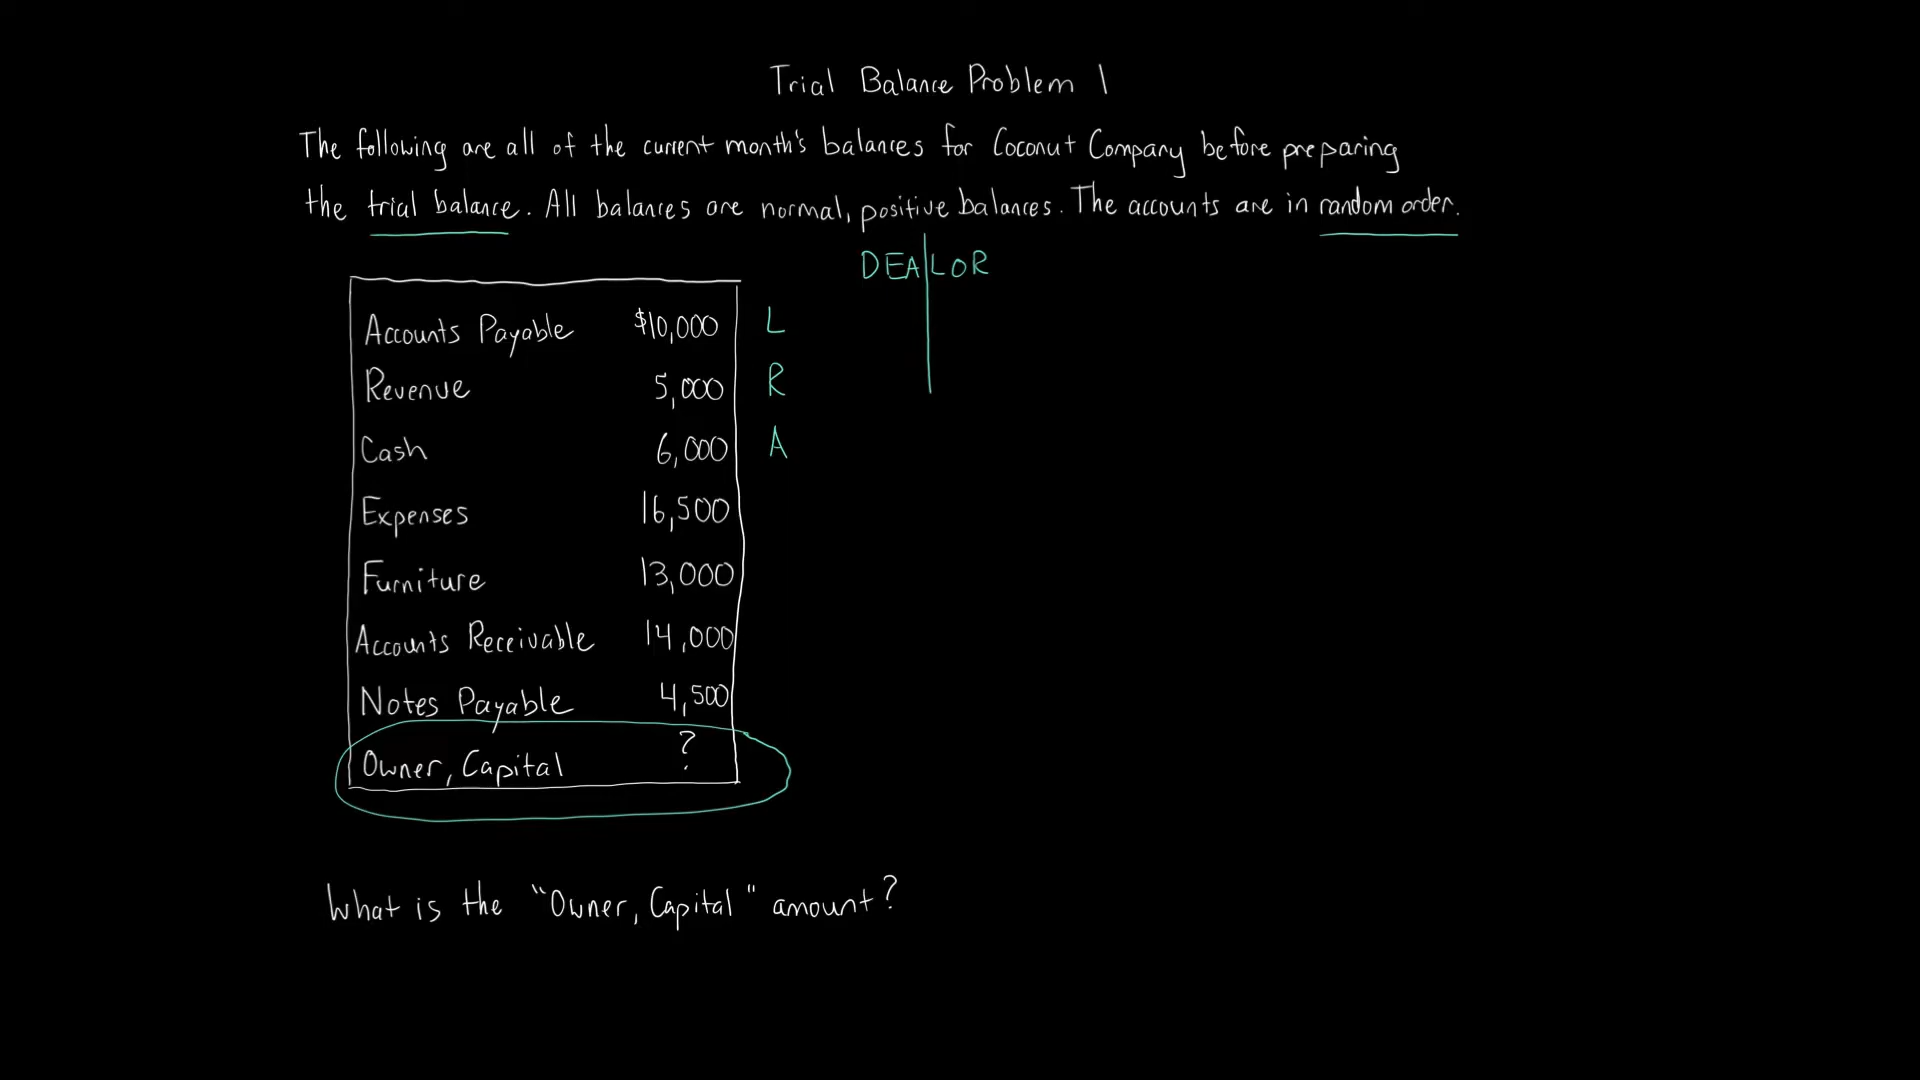 Trial Balance Problem 1
The following are all of the current month's balances for Coconut Company before preparing
the trial balance. All balances are normal, positive balances. The accounts are in random order.
DEA LOR
Accounts Payable $10,000 L
Revenue 5,000 R
Cash 6,000 A
Expenses 16,500
Furniture 13,000
Accounts Receivable 14,000
Notes Payable 4,500
Owner, Capital ?
What is the "Owner, Capital" amount?